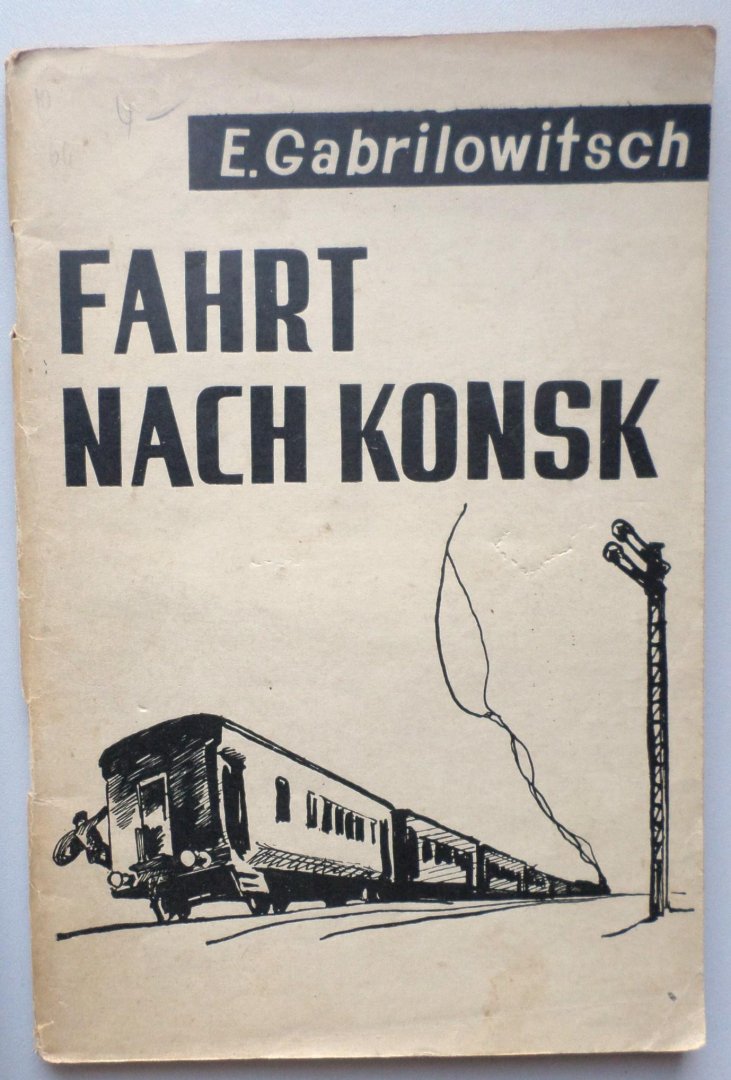 E. Gabrilowitsch
FAHRT
NACH KONSK